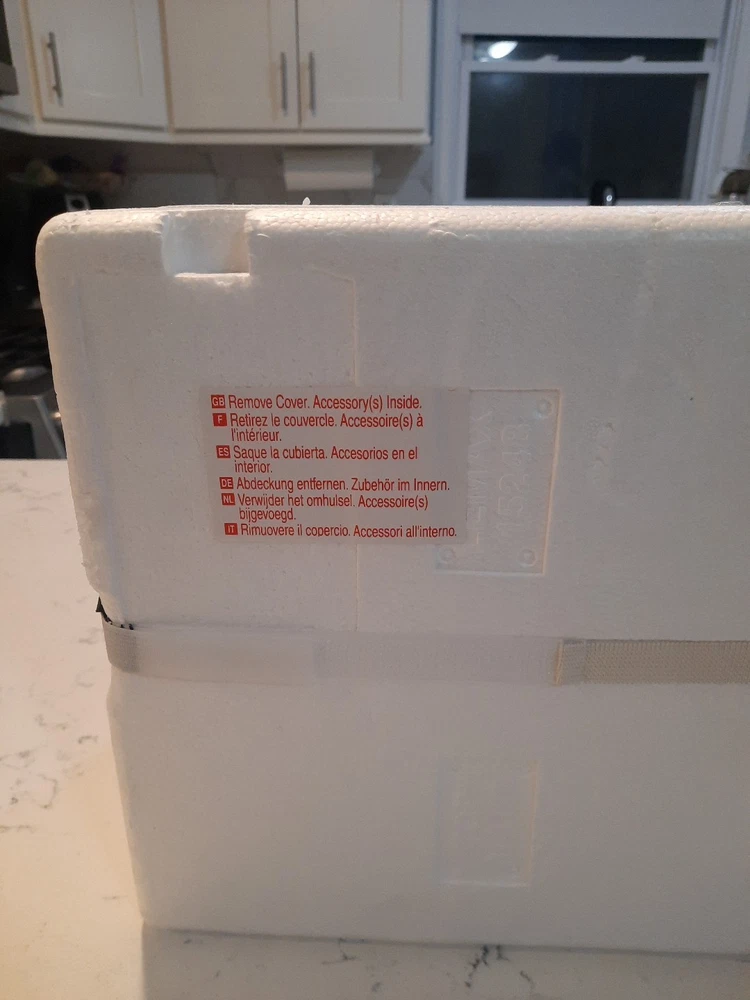 GB Remove Cover. Accessory(s) Inside.
F Retirez le couvercle. Accessoire(s) à
l'intérieur.
ES Saque la cubierta. Accesorios en el
interior.
DE Abdeckung entfernen. Zubehör im Innern.
NL Verwijder het omhulsel. Accessoire(s)
bijgevoegd.
IT Rimuovere il copercio. Accessori all'interno.